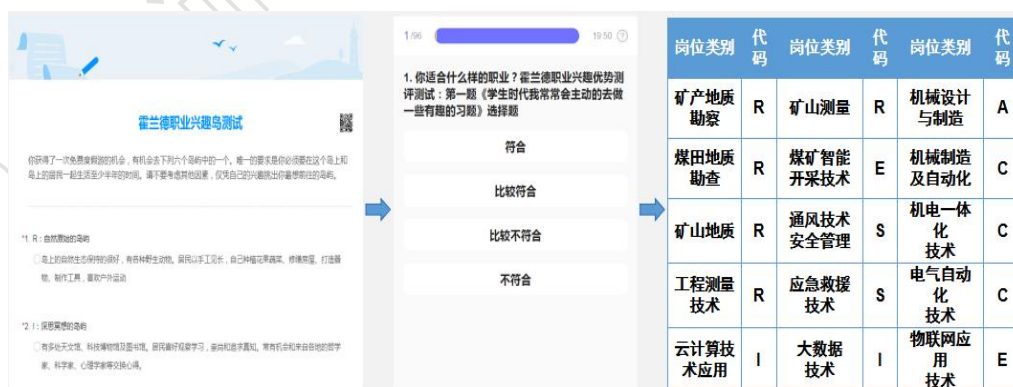 霍兰德职业兴趣岛测试
你获得了一次免费度假游的机会，有机会去下列六个岛屿中的一个。唯一的要求是你必须要在这个岛上和
岛上的居民一起生活至少半年的时间。请不要考虑其他因素，仅凭自己的兴趣挑出你最想前往的岛屿。
*1. R：自然原始的岛屿
岛上的自然生态保持的很好，有各种野生动物。居民以手工见长，自己种植花果蔬菜、修缮房屋、打造器
物、制作工具，喜欢户外运动
*2. I：深思冥想的岛屿
有多处天文馆、科技博物馆及图书馆。居民喜好观察学习，崇尚和追求真知，常有机会和来自各地的哲学
家、科学家、心理学家等交换心得。
1/96
19:50
1. 你适合什么样的职业？霍兰德职业兴趣优势测
评测试：第一题《学生时代我常常会主动的去做
一些有趣的习题》选择题
符合
比较符合
比较不符合
不符合
岗位类别 代码 岗位类别 代码 岗位类别 代码
矿产地质勘察 R 矿山测量 R 机械设计与制造 A
煤田地质勘查 R 煤矿智能开采技术 E 机械制造及自动化 C
矿山地质 R 通风技术安全管理 S 机电一体化技术 C
工程测量技术 R 应急救援技术 S 电气自动化技术 C
云计算技术应用 I 大数据技术 I 物联网应用技术 E